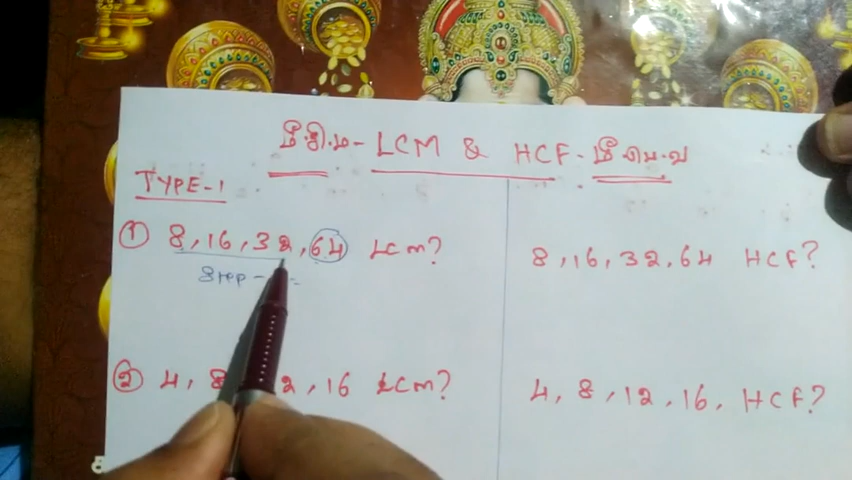 மீ.சி.ம - LCM & HCF - மீ.பெ.வ
TYPE-1
① 8, 16, 32, 64 LCM?
8, 16, 32, 64 HCF?
Step -
② 4, 8, 12, 16 LCM?
4, 8, 12, 16, HCF?